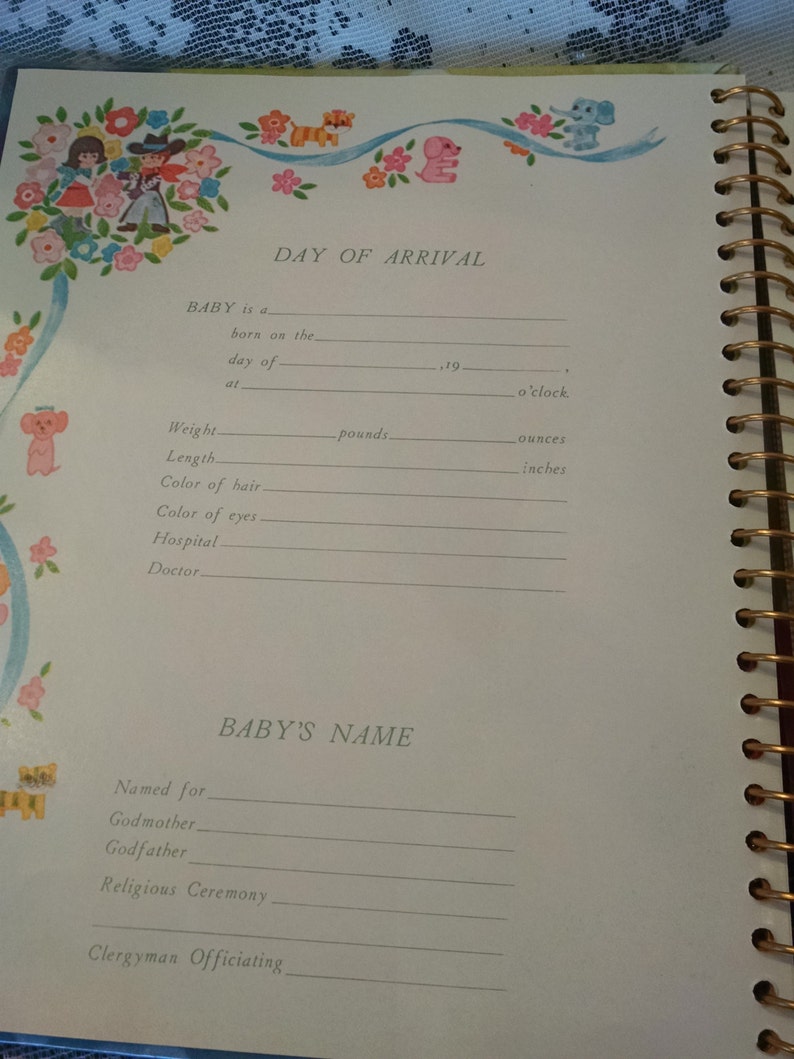 DAY OF ARRIVAL
BABY is a
born on the
day of ,19 ,
at o'clock.
Weight pounds ounces
Length inches
Color of hair
Color of eyes
Hospital
Doctor
BABY'S NAME
Named for
Godmother
Godfather
Religious Ceremony
Clergyman Officiating